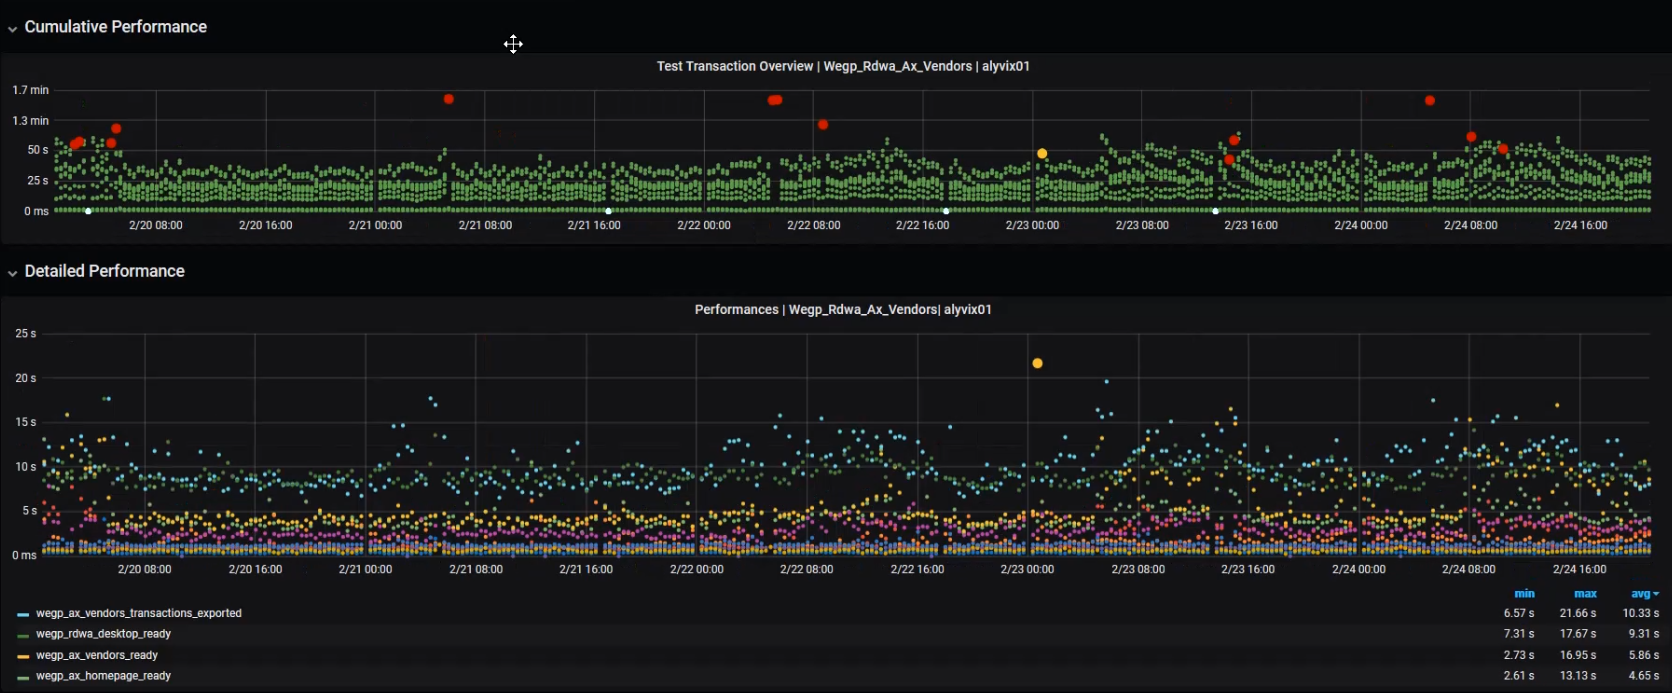 Cumulative Performance
Test Transaction Overview | Wegp_Rdwa_Ax_Vendors | alyvix01
1.7 min
1.3 min
50 s
25 s
0 ms
2/20 08:00 2/20 16:00 2/21 00:00 2/21 08:00 2/21 16:00 2/22 00:00 2/22 08:00 2/22 16:00 2/23 00:00 2/23 08:00 2/23 16:00 2/24 00:00 2/24 08:00 2/24 16:00
Detailed Performance
Performances | Wegp_Rdwa_Ax_Vendors| alyvix01
25 s
20 s
15 s
10 s
5 s
0 ms
2/20 08:00 2/20 16:00 2/21 00:00 2/21 08:00 2/21 16:00 2/22 00:00 2/22 08:00 2/22 16:00 2/23 00:00 2/23 08:00 2/23 16:00 2/24 00:00 2/24 08:00 2/24 16:00
min max avg
wegp_ax_vendors_transactions_exported 6.57 s 21.66 s 10.33 s
wegp_rdwa_desktop_ready 7.31 s 17.67 s 9.31 s
wegp_ax_vendors_ready 2.73 s 16.95 s 5.86 s
wegp_ax_homepage_ready 2.61 s 13.13 s 4.65 s